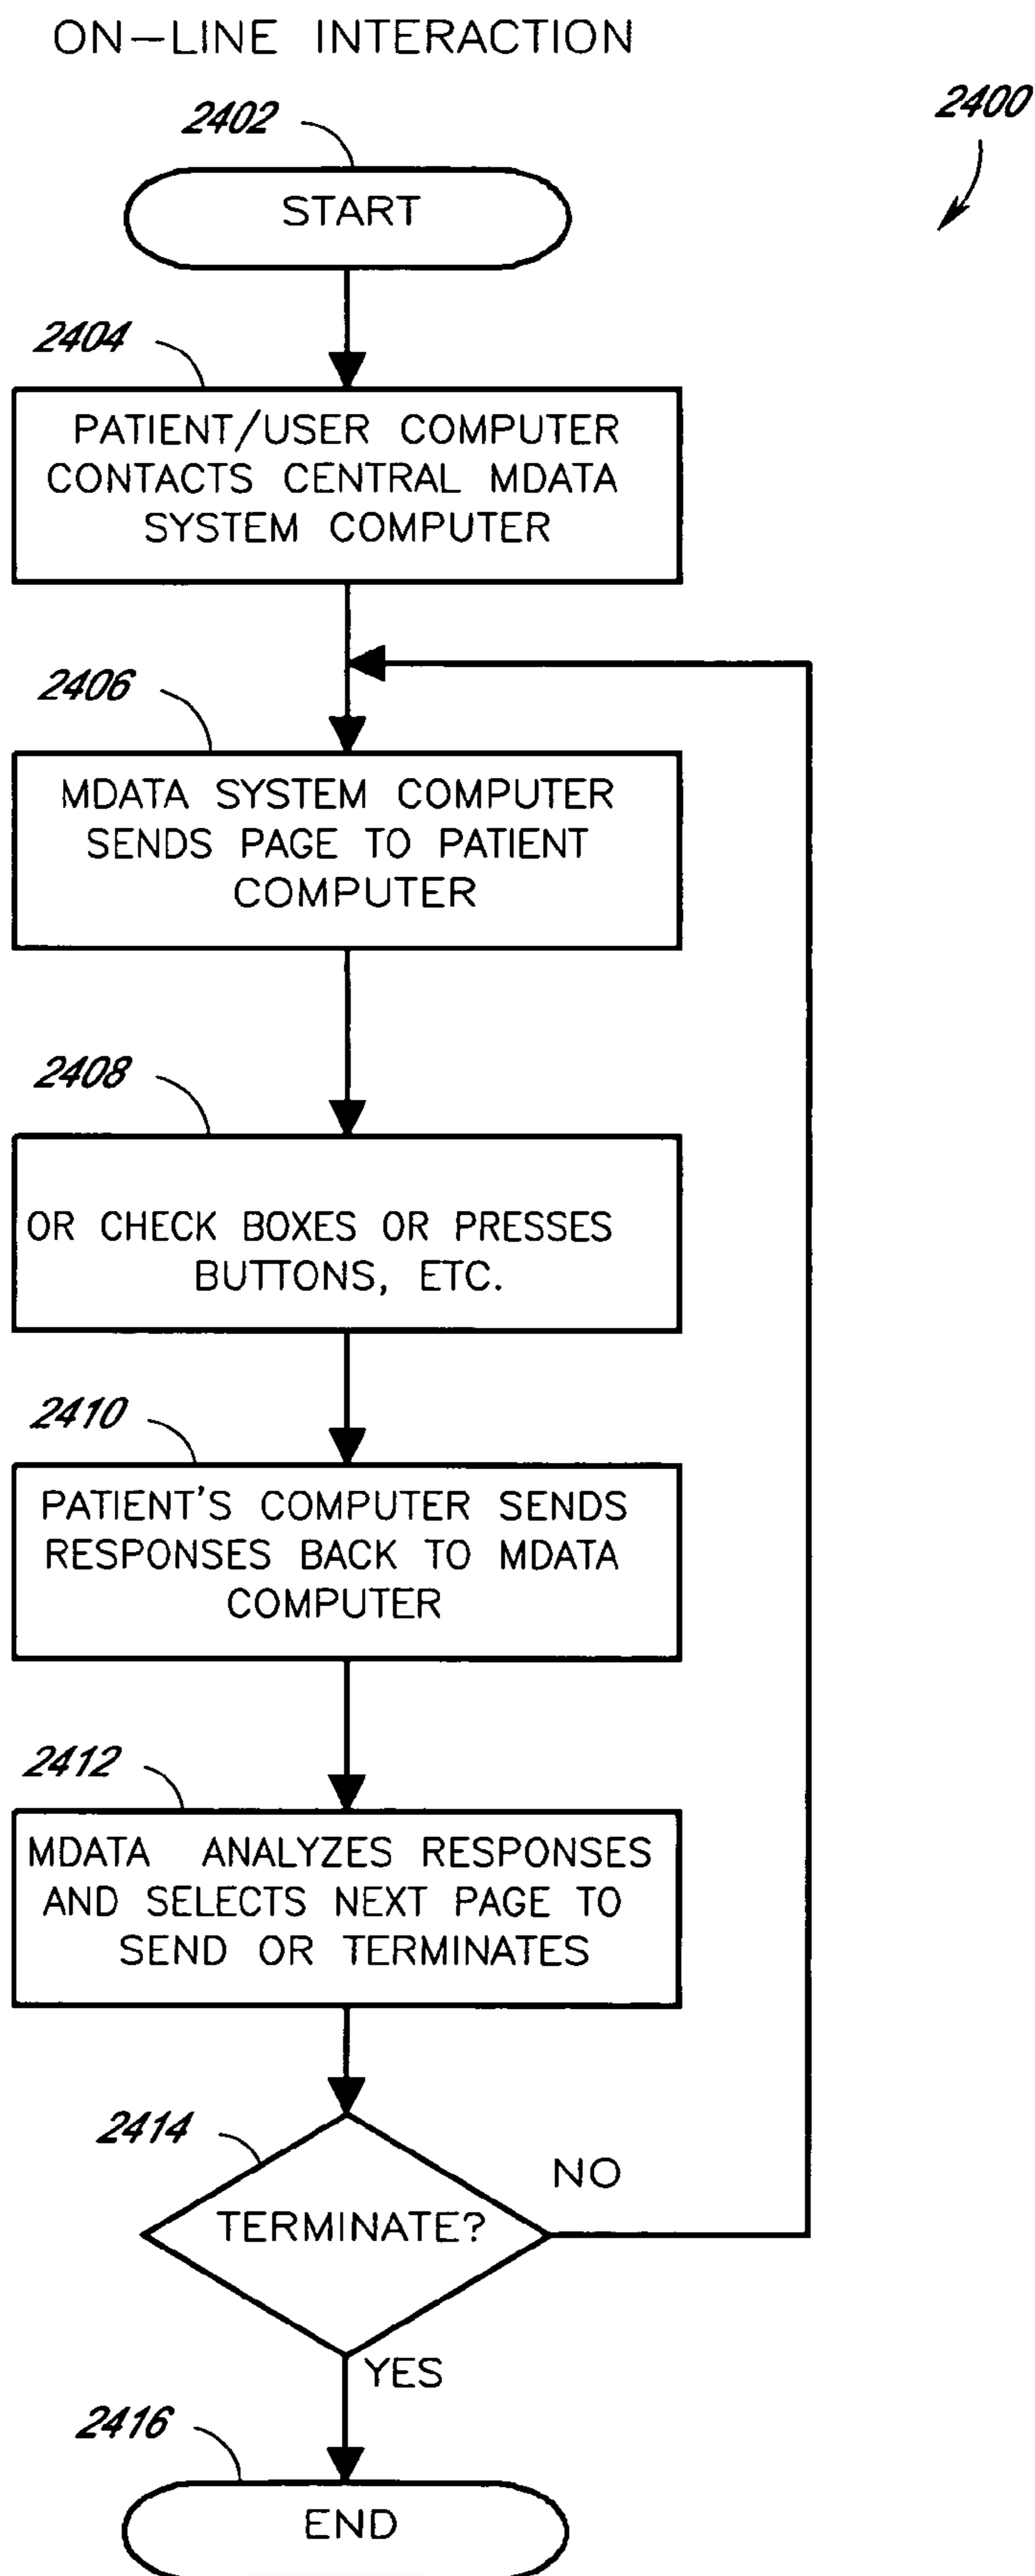 ON-LINE INTERACTION
2400
2402
START
2404
PATIENT/USER COMPUTER
CONTACTS CENTRAL MDATA
SYSTEM COMPUTER
2406
MDATA SYSTEM COMPUTER
SENDS PAGE TO PATIENT
COMPUTER
2408
OR CHECK BOXES OR PRESSES
BUTTONS, ETC.
2410
PATIENT'S COMPUTER SENDS
RESPONSES BACK TO MDATA
COMPUTER
2412
MDATA ANALYZES RESPONSES
AND SELECTS NEXT PAGE TO
SEND OR TERMINATES
2414
NO
TERMINATE?
YES
2416
END